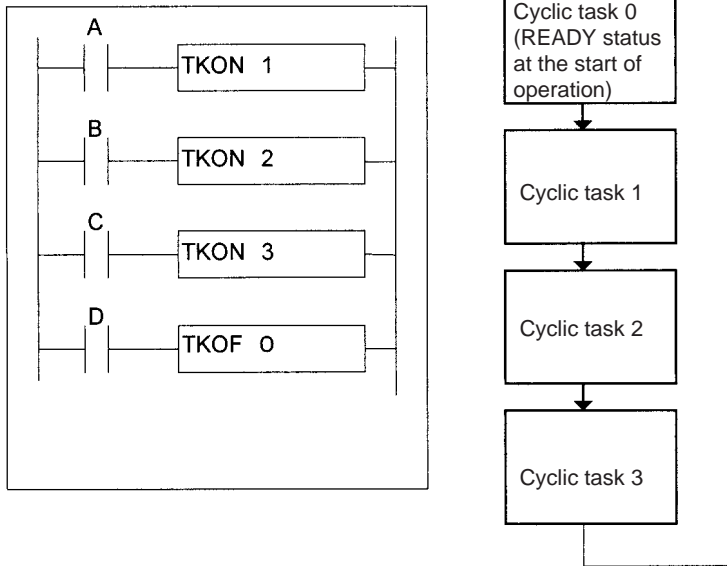 A
TKON 1
B
TKON 2
C
TKON 3
D
TKOF 0
Cyclic task 0
(READY status
at the start of
operation)
Cyclic task 1
Cyclic task 2
Cyclic task 3